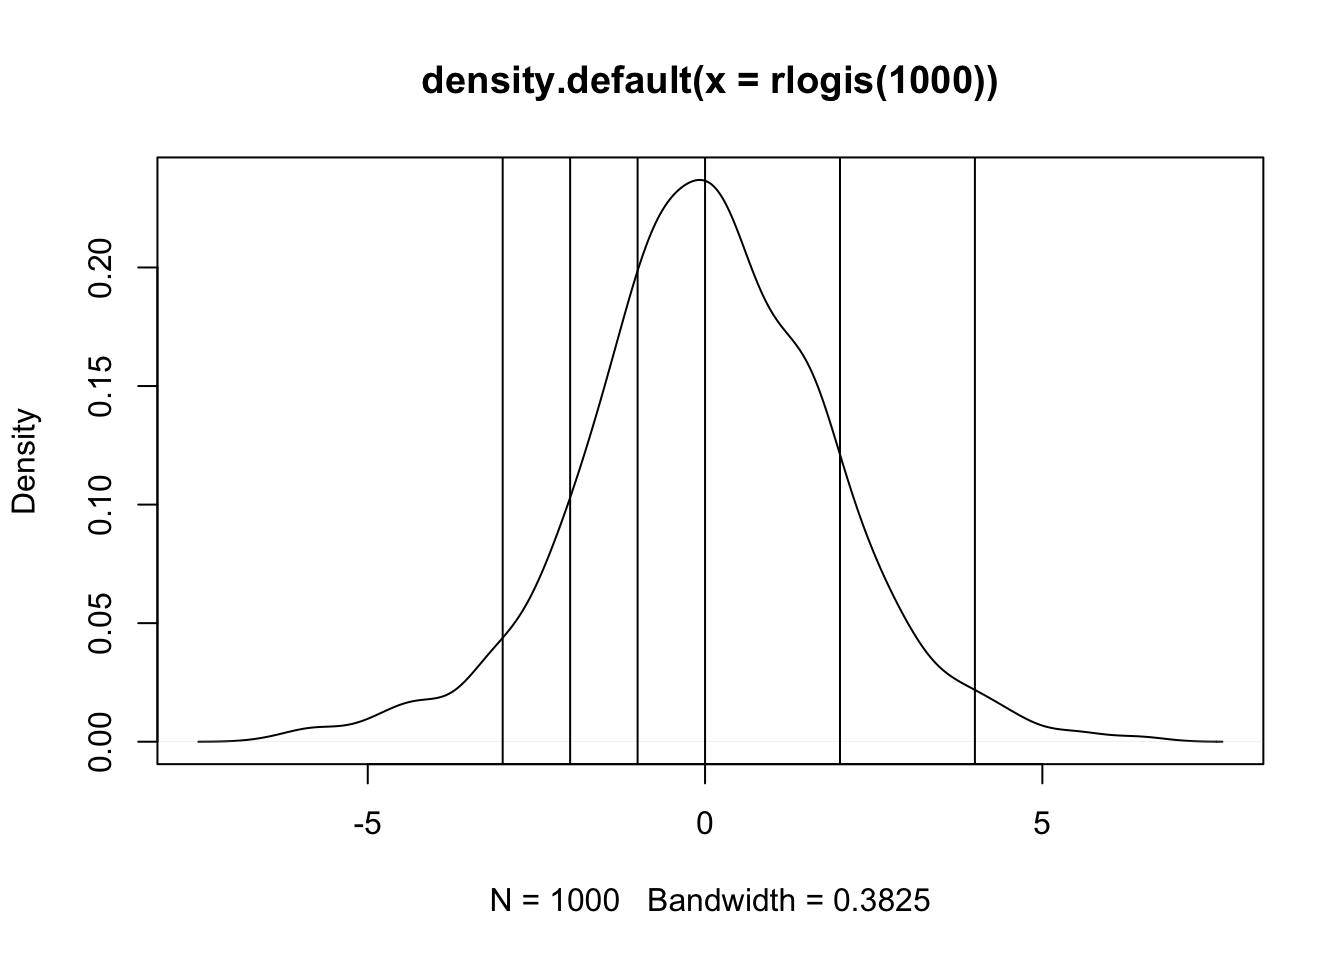 density.default(x = rlogis(1000))
Density
0.20
0.15
0.10
0.05
0.00
-5 0 5
N = 1000 Bandwidth = 0.3825